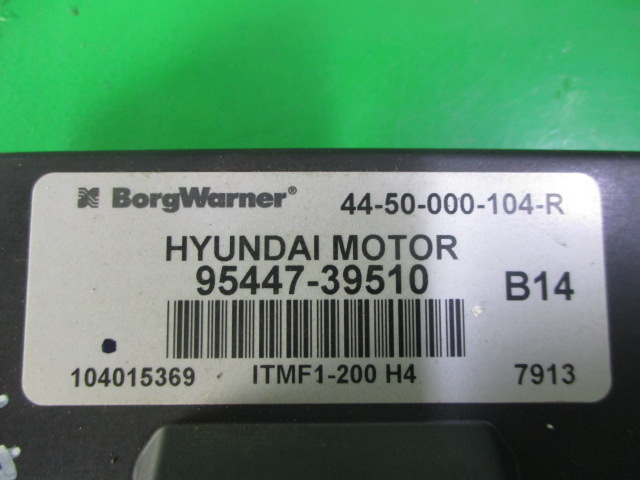 BorgWarner® 44-50-000-104-R
HYUNDAI MOTOR
95447-39510 B14
104015369 ITMF1-200 H4 7913